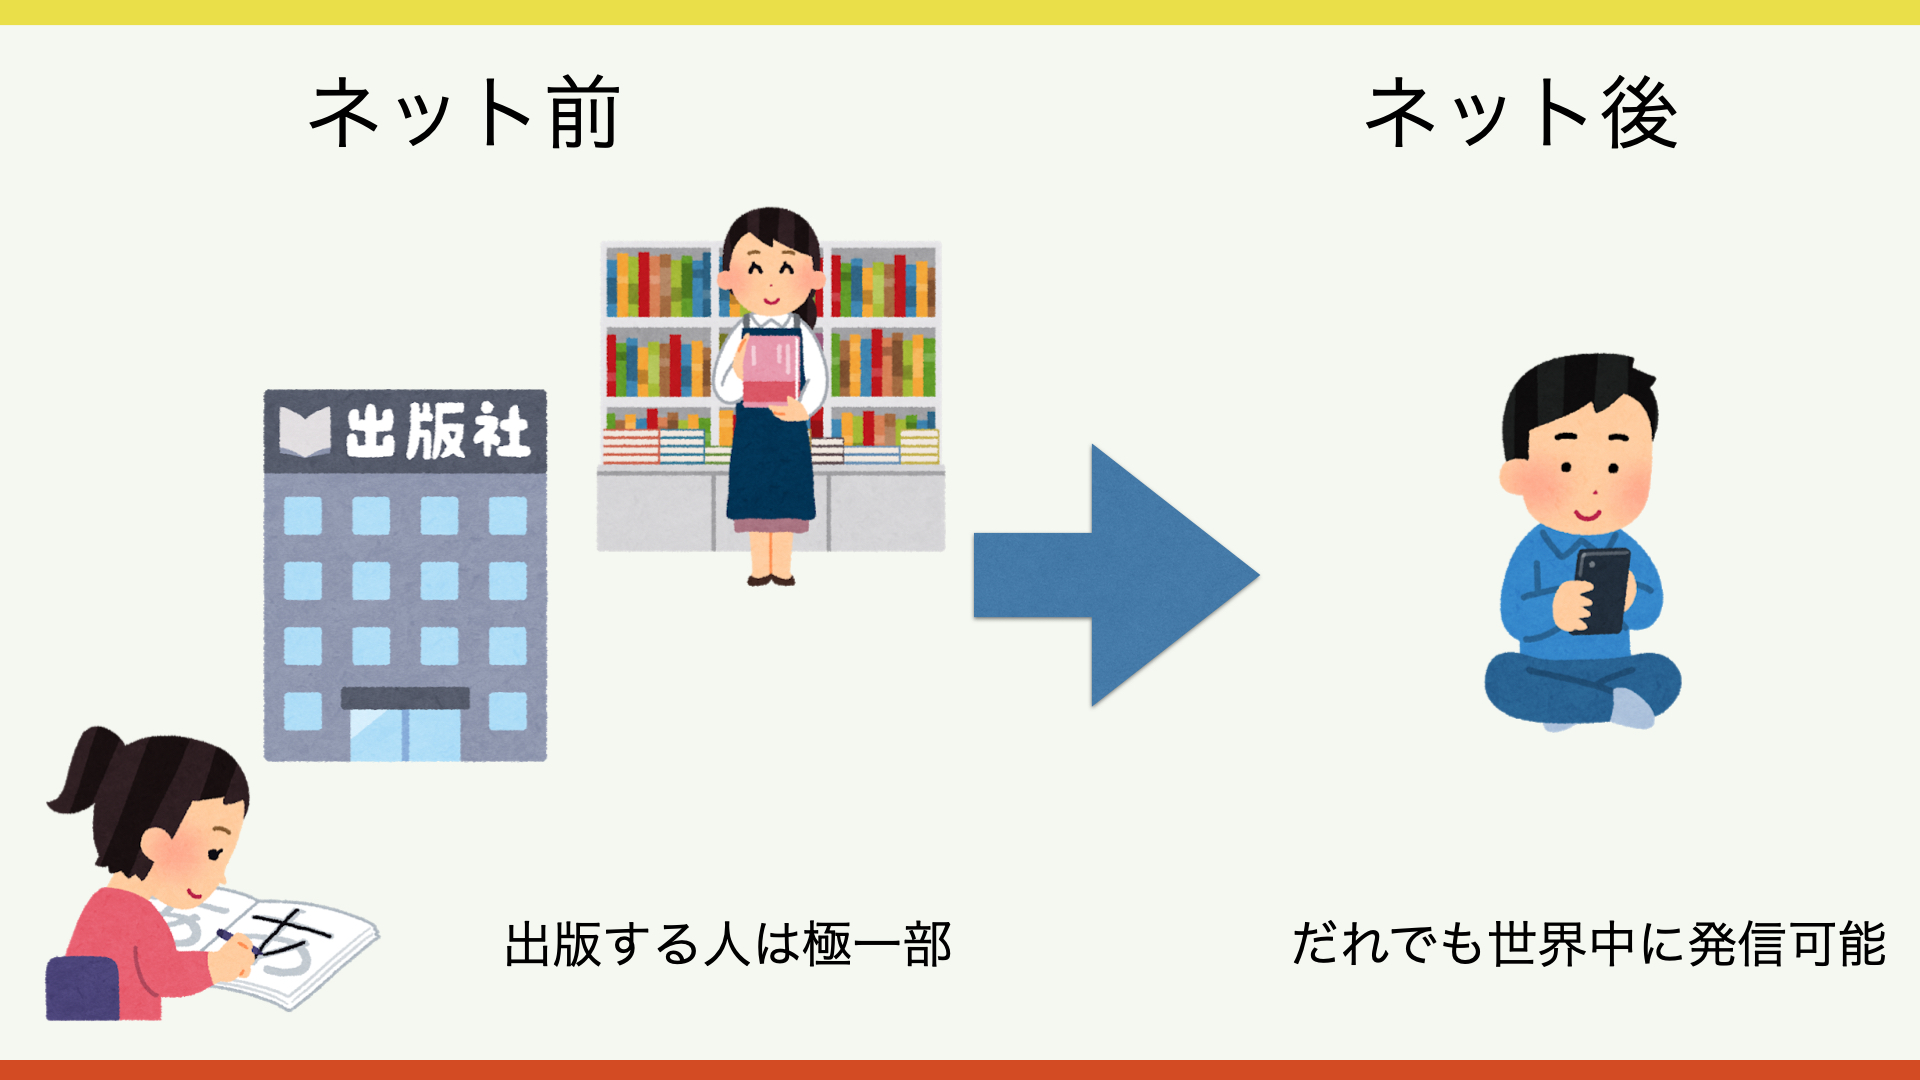 ネット前
ネット後
出版社
出版する人は極一部
だれでも世界中に発信可能